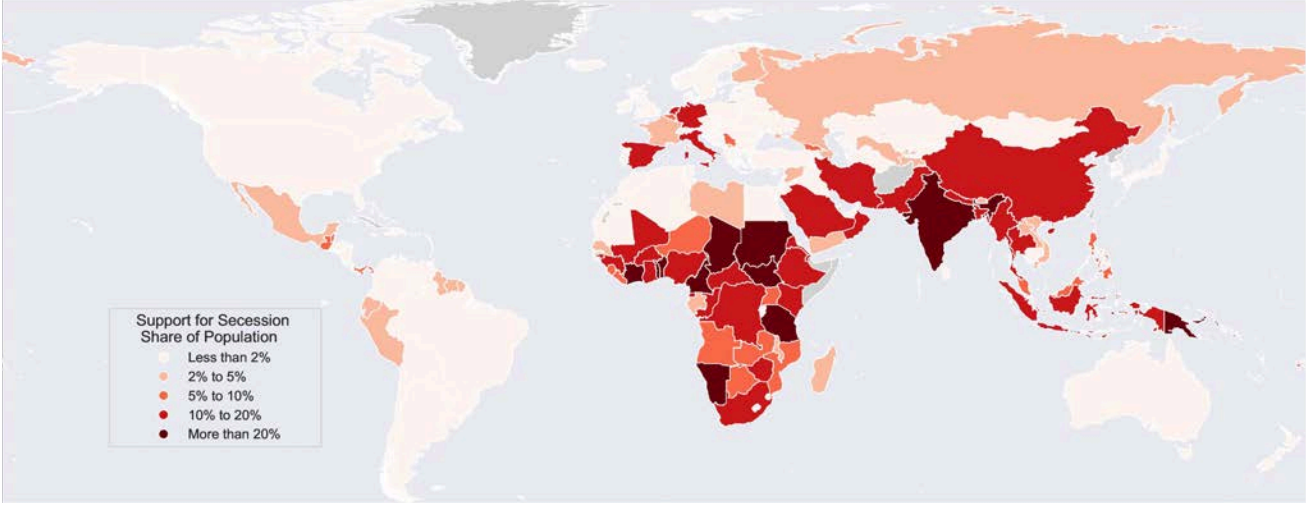 Support for Secession
Share of Population
Less than 2%
2% to 5%
5% to 10%
10% to 20%
More than 20%